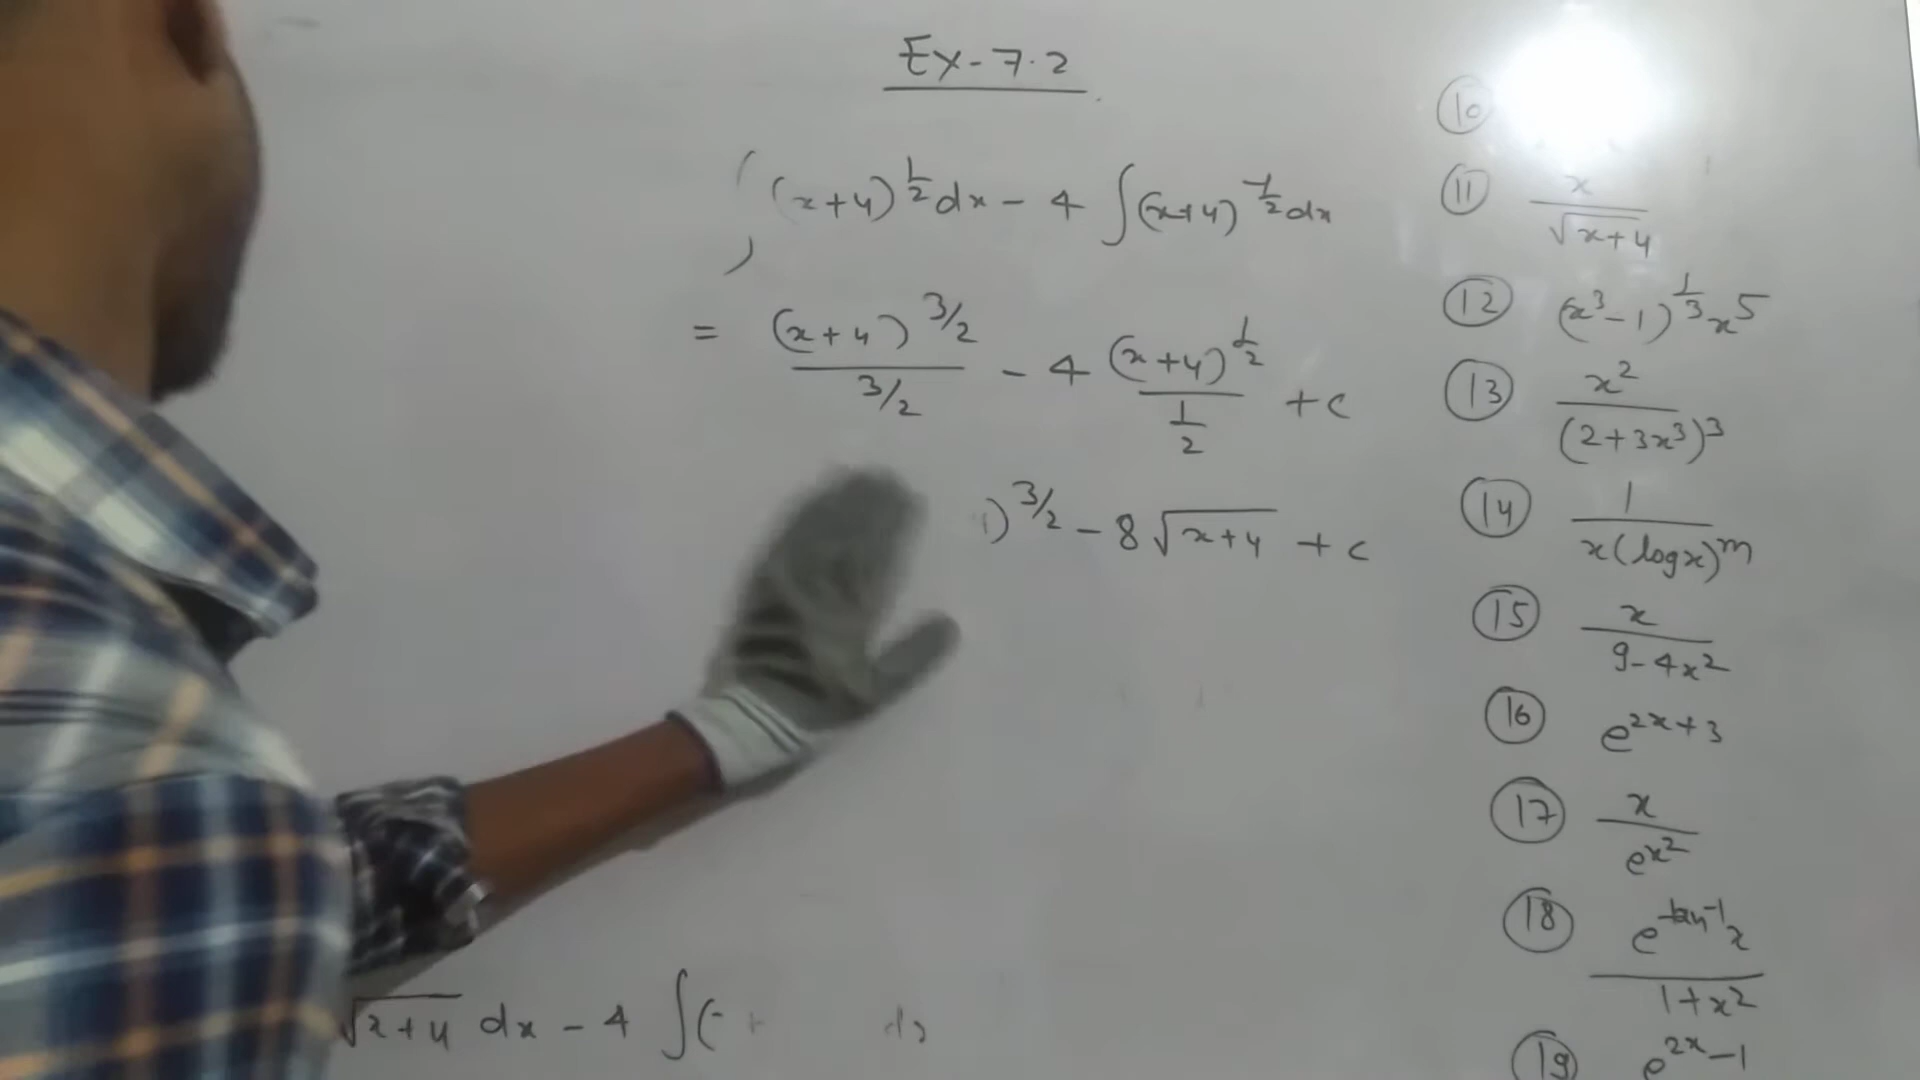 Ex-7.2
(x+4)^{1/2} dx - 4 ∫(x+4)^{-1/2} dx
= (x+4)^{3/2} / 3/2 - 4 (x+4)^{1/2} / 1/2 + c
)^{3/2} - 8√x+4 + c
√x+4 dx - 4 ∫(
10
11 x / √x+4
12 (x³-1)^{1/3} x⁵
13 x² / (2+3x³)³
14 1 / x(logx)^m
15 x / 9-4x²
16 e^{2x+3}
17 x / e^{x²}
18 e^{tan⁻¹x} / 1+x²
19 e^{2x}-1